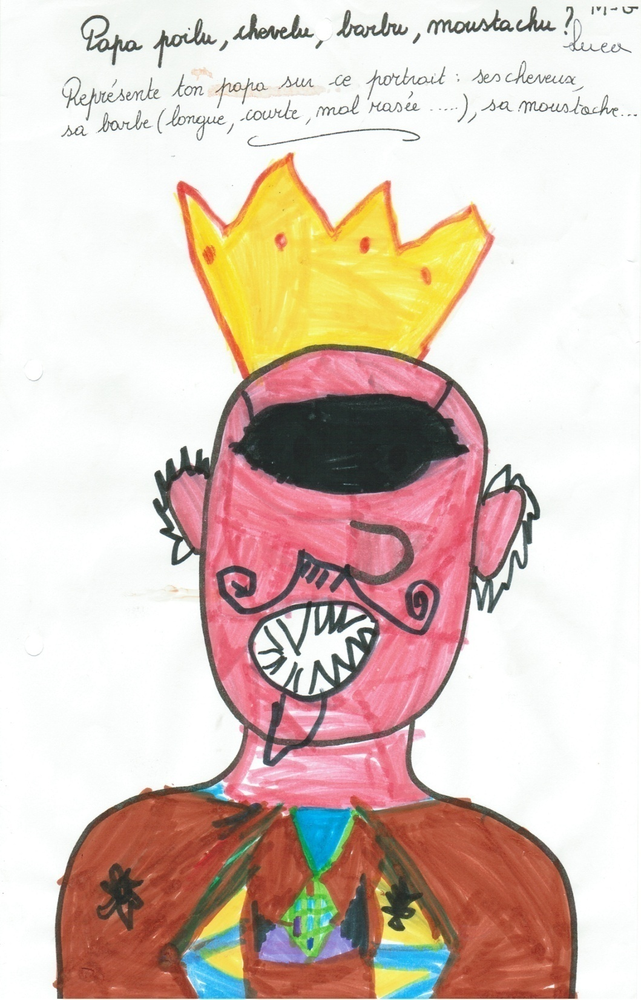 Papa poilu, chevelu, barbu, moustachu ?
Luca
Représente ton papa sur ce portrait : ses cheveux,
sa barbe (longue, courte, mal rasée .....), sa moustache...